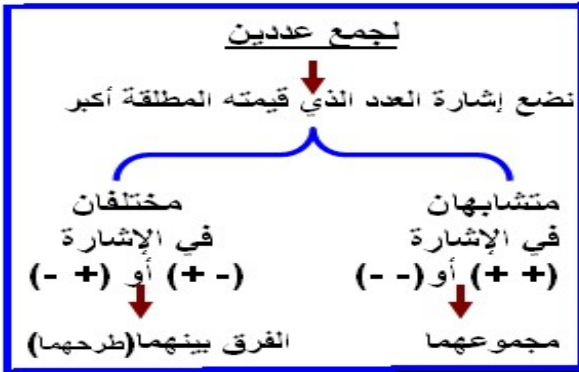 لجمع عددين
نضع إشارة العدد الذي قيمته المطلقة أكبر
متشابهان
في الإشارة
(+ +) أو (- -)
مجموعهما
مختلفان
في الإشارة
(- +) أو (+ -)
الفرق بينهما (طرحهما)